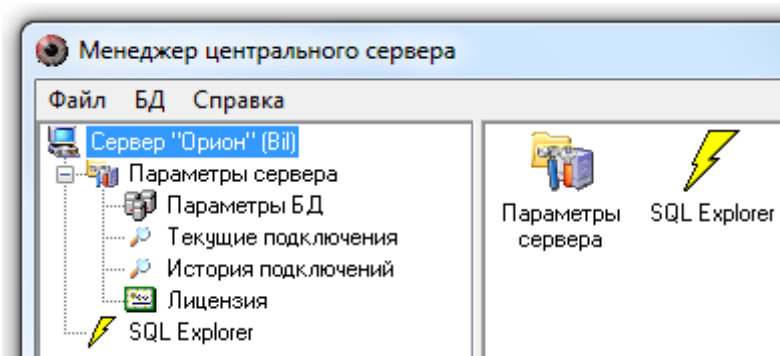 Менеджер центрального сервера
Файл БД Справка
Сервер "Орион" (Bil)
Параметры сервера
Параметры БД
Текущие подключения
История подключений
Лицензия
SQL Explorer
Параметры сервера
SQL Explorer